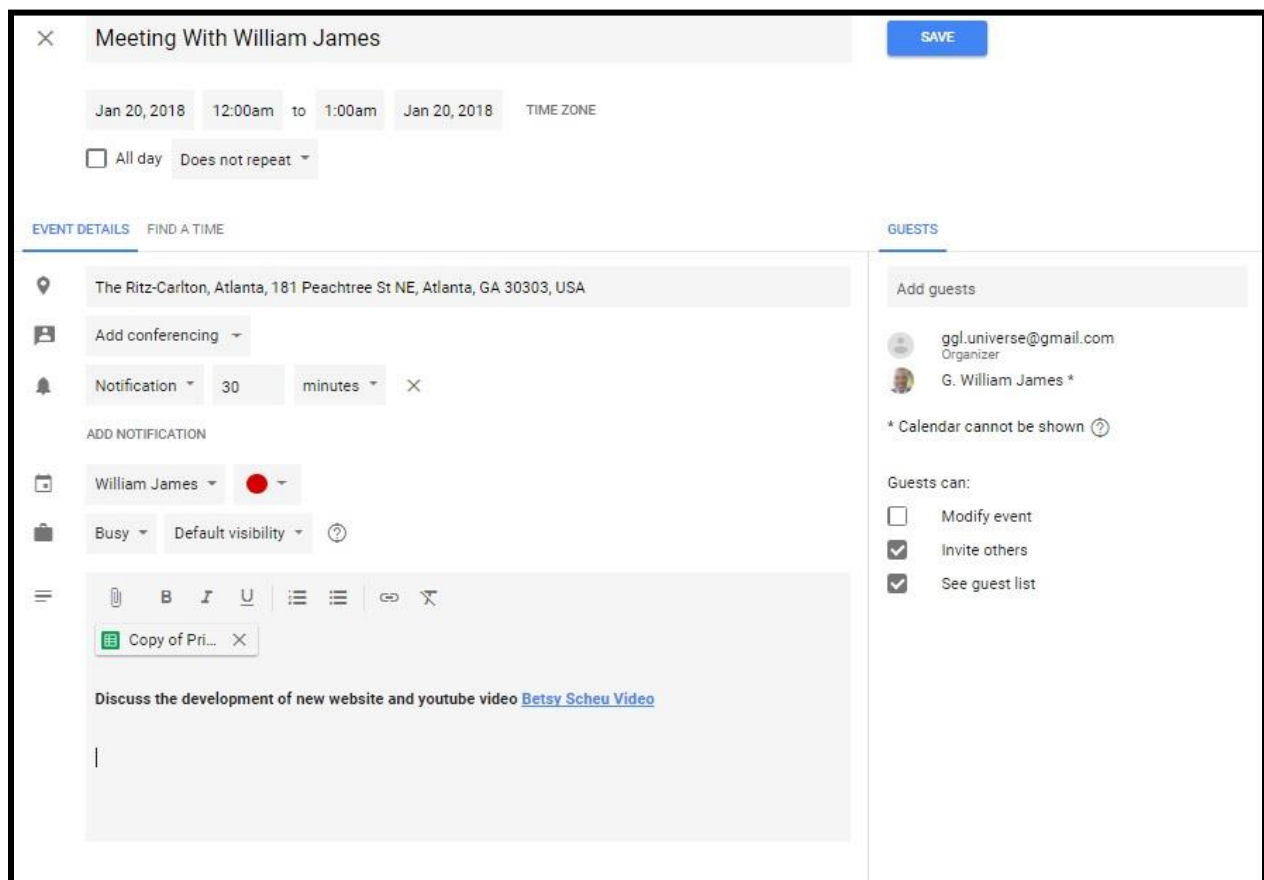 Meeting With William James
SAVE
Jan 20, 2018 12:00am to 1:00am Jan 20, 2018 TIME ZONE
All day Does not repeat
EVENT DETAILS FIND A TIME
GUESTS
The Ritz-Carlton, Atlanta, 181 Peachtree St NE, Atlanta, GA 30303, USA
Add conferencing
Notification 30 minutes
ADD NOTIFICATION
William James
Busy Default visibility
B I U
Copy of Pri...
Discuss the development of new website and youtube video Betsy Scheu Video
Add guests
ggl.universe@gmail.com
Organizer
G. William James *
* Calendar cannot be shown
Guests can:
Modify event
Invite others
See guest list